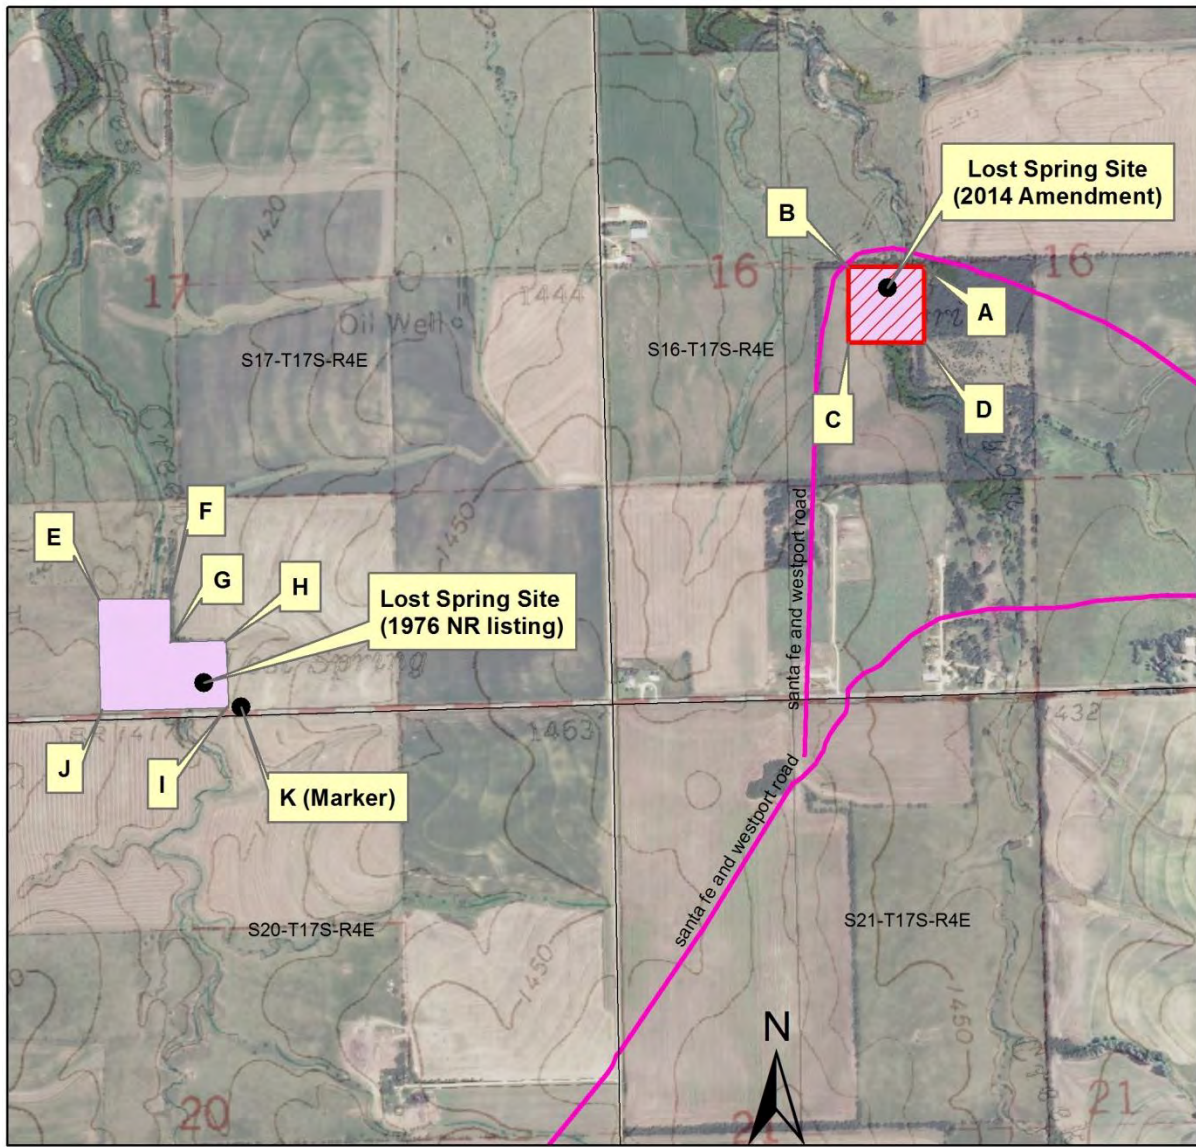 Lost Spring Site
(2014 Amendment)
B
16
16
17
1420
1444
A
Oil Well
S17-T17S-R4E
S16-T17S-R4E
C
D
E
F
G
H
1450
santa fe and westport road
Lost Spring Site
(1976 NR listing)
Spring
1463
1432
J
I
K (Marker)
santa fe and westport road
S20-T17S-R4E
S21-T17S-R4E
1450
1450
N
20
21
21